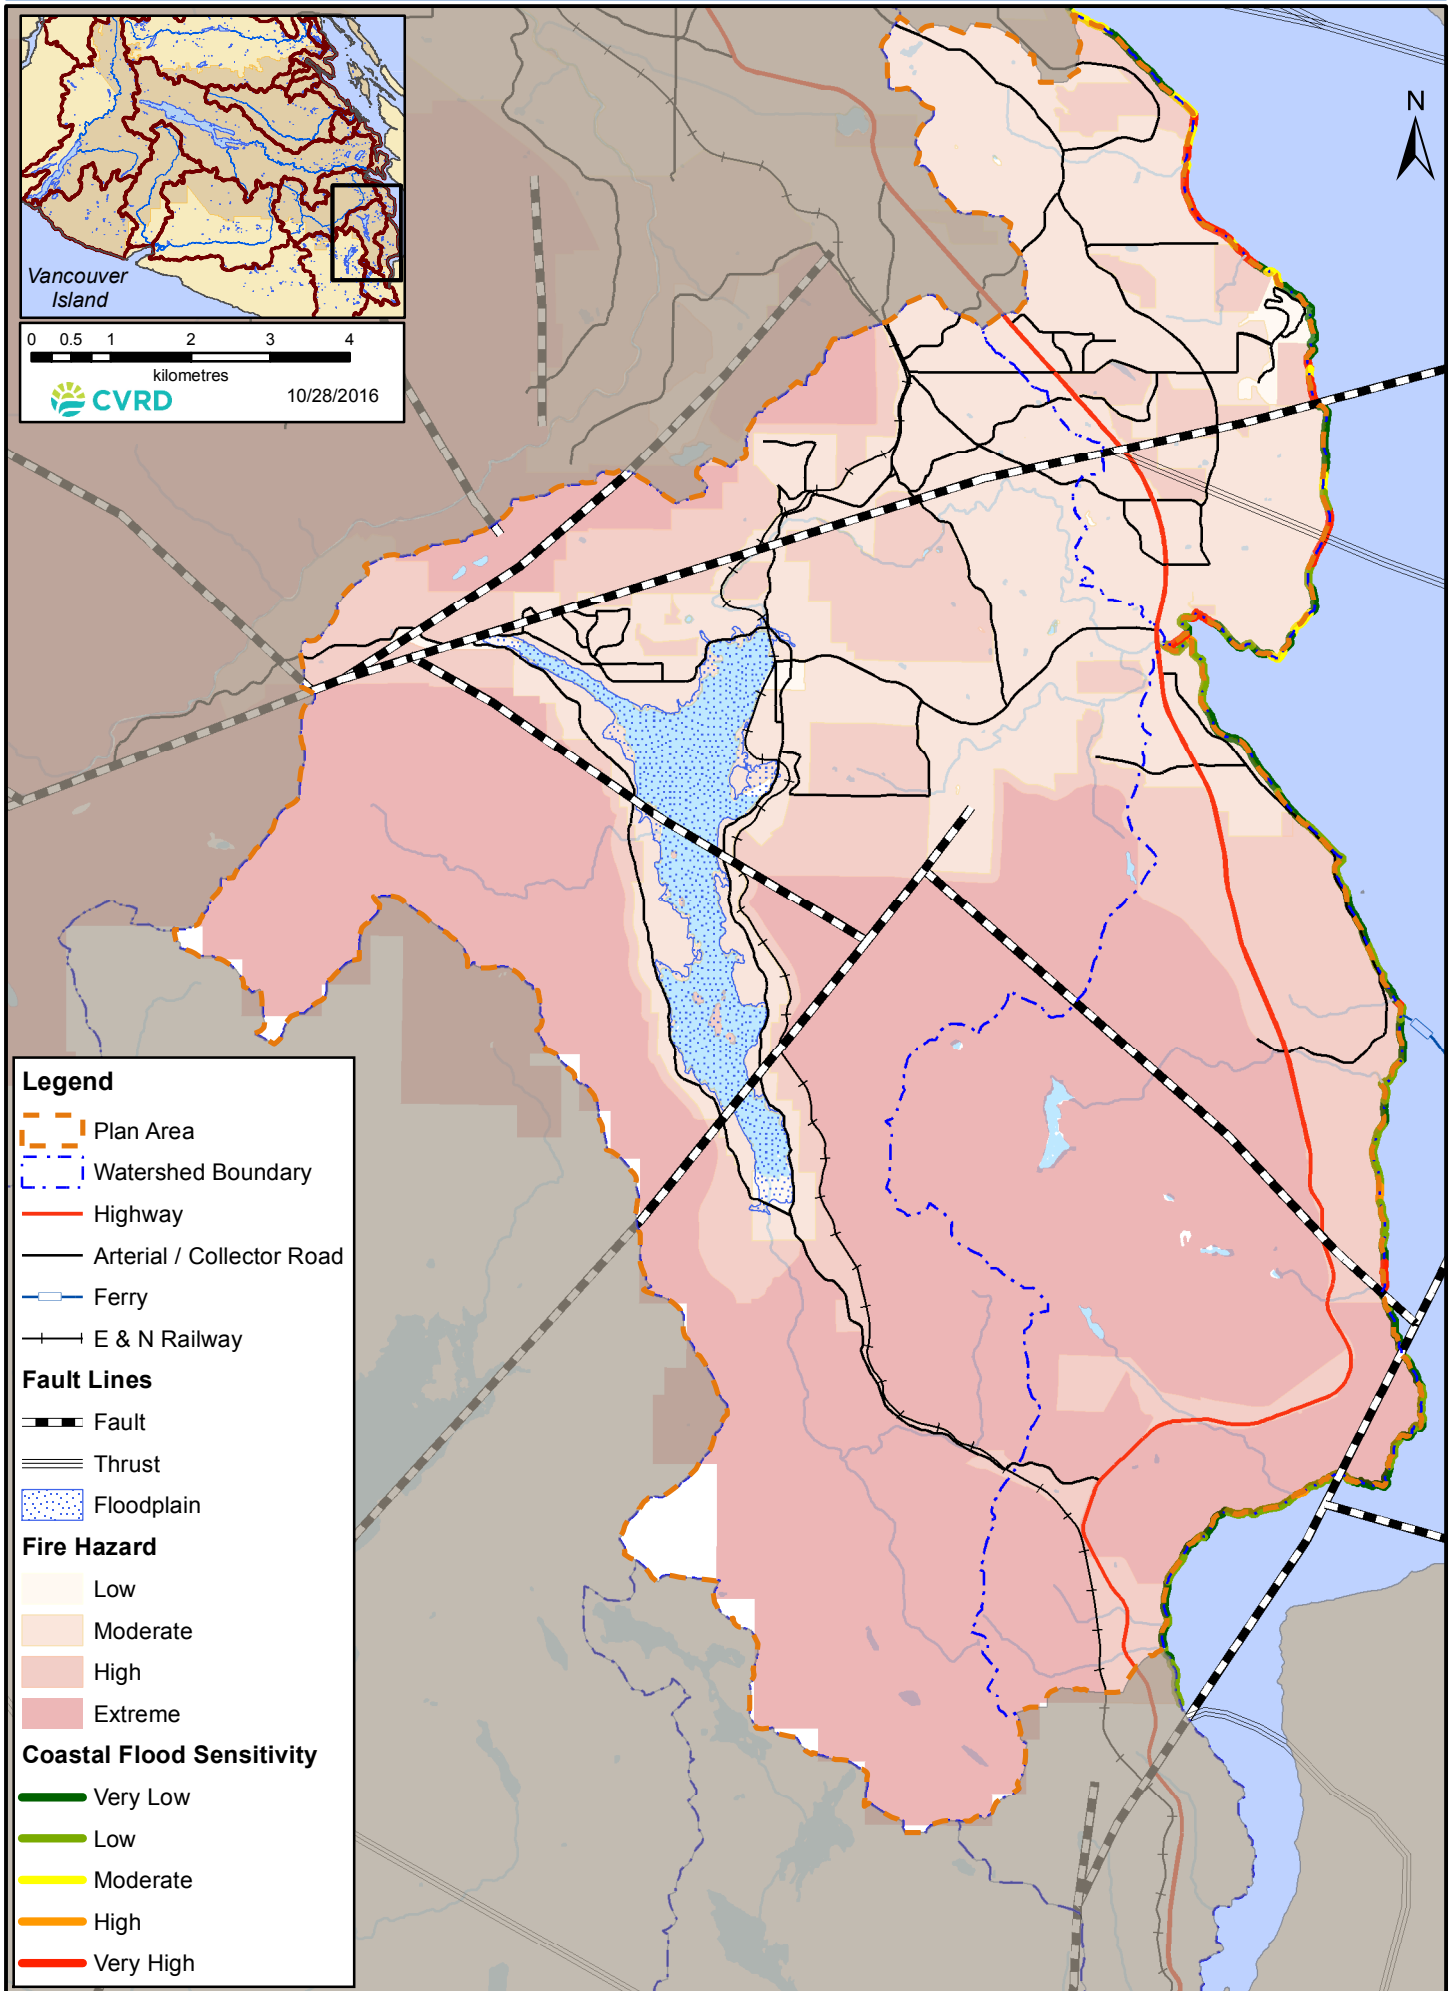 Vancouver
Island
0 0.5 1 2 3 4
kilometres
CVRD
10/28/2016
N
Legend
Plan Area
Watershed Boundary
Highway
Arterial / Collector Road
Ferry
E & N Railway
Fault Lines
Fault
Thrust
Floodplain
Fire Hazard
Low
Moderate
High
Extreme
Coastal Flood Sensitivity
Very Low
Low
Moderate
High
Very High